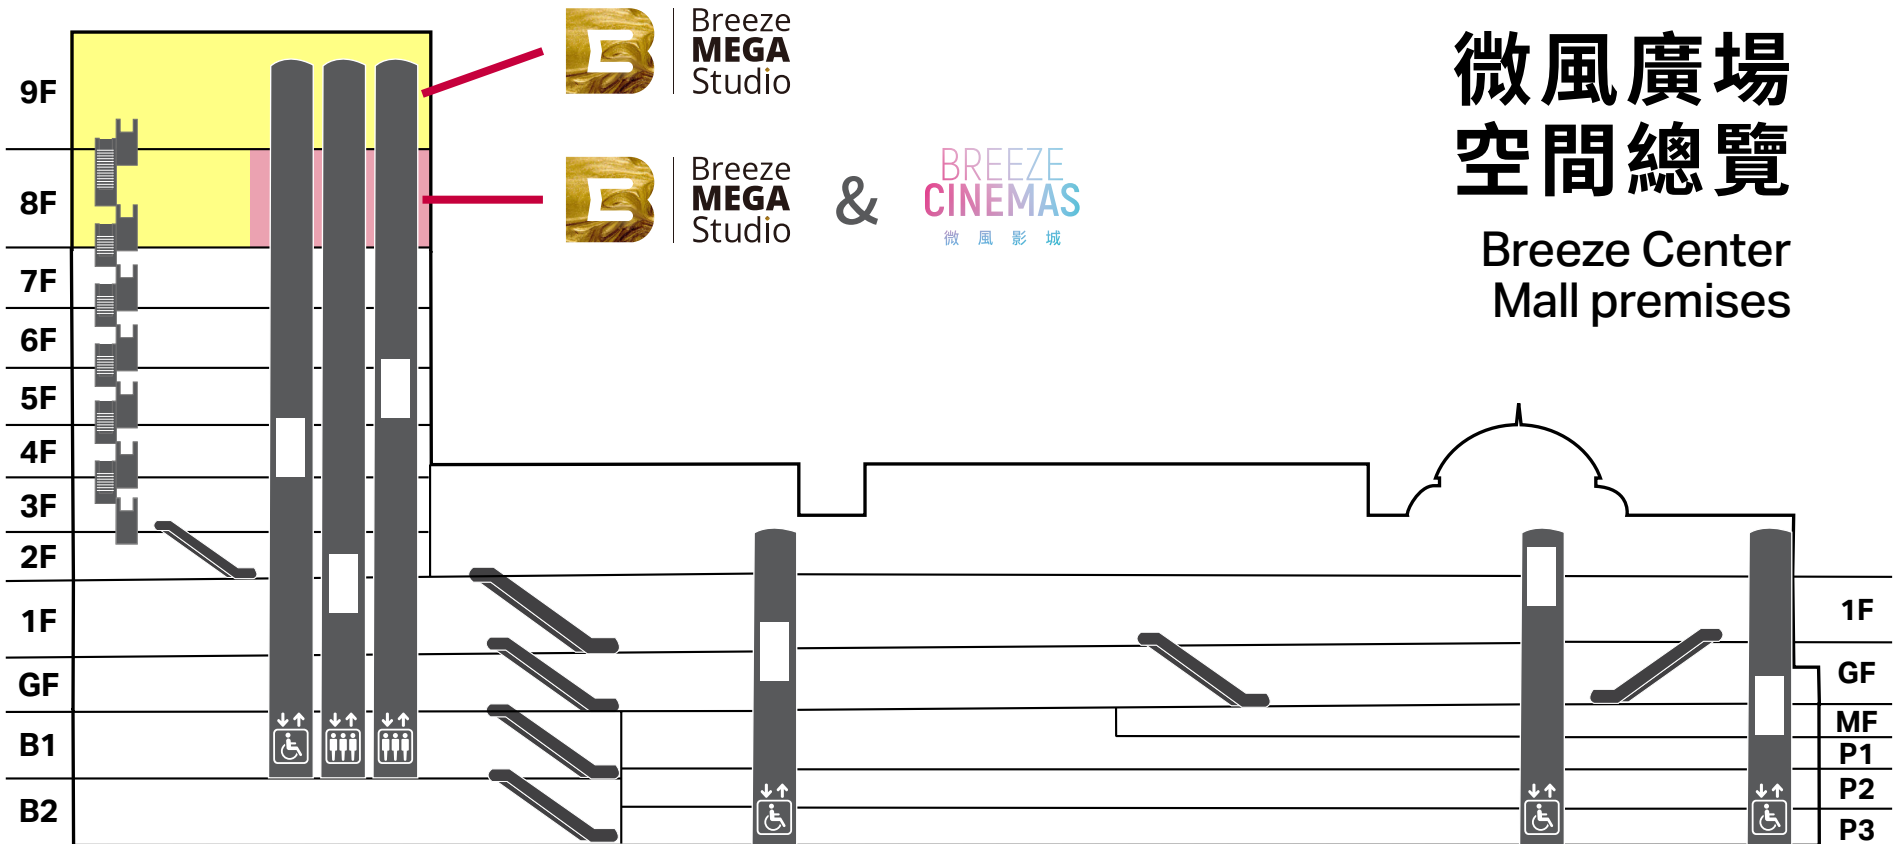 微風廣場
空間總覽
Breeze Center
Mall premises
Breeze
MEGA
Studio
Breeze
MEGA
Studio
&
BREEZE
CINEMAS
微風影城
9F
8F
7F
6F
5F
4F
3F
2F
1F
GF
B1
B2
1F
GF
MF
P1
P2
P3